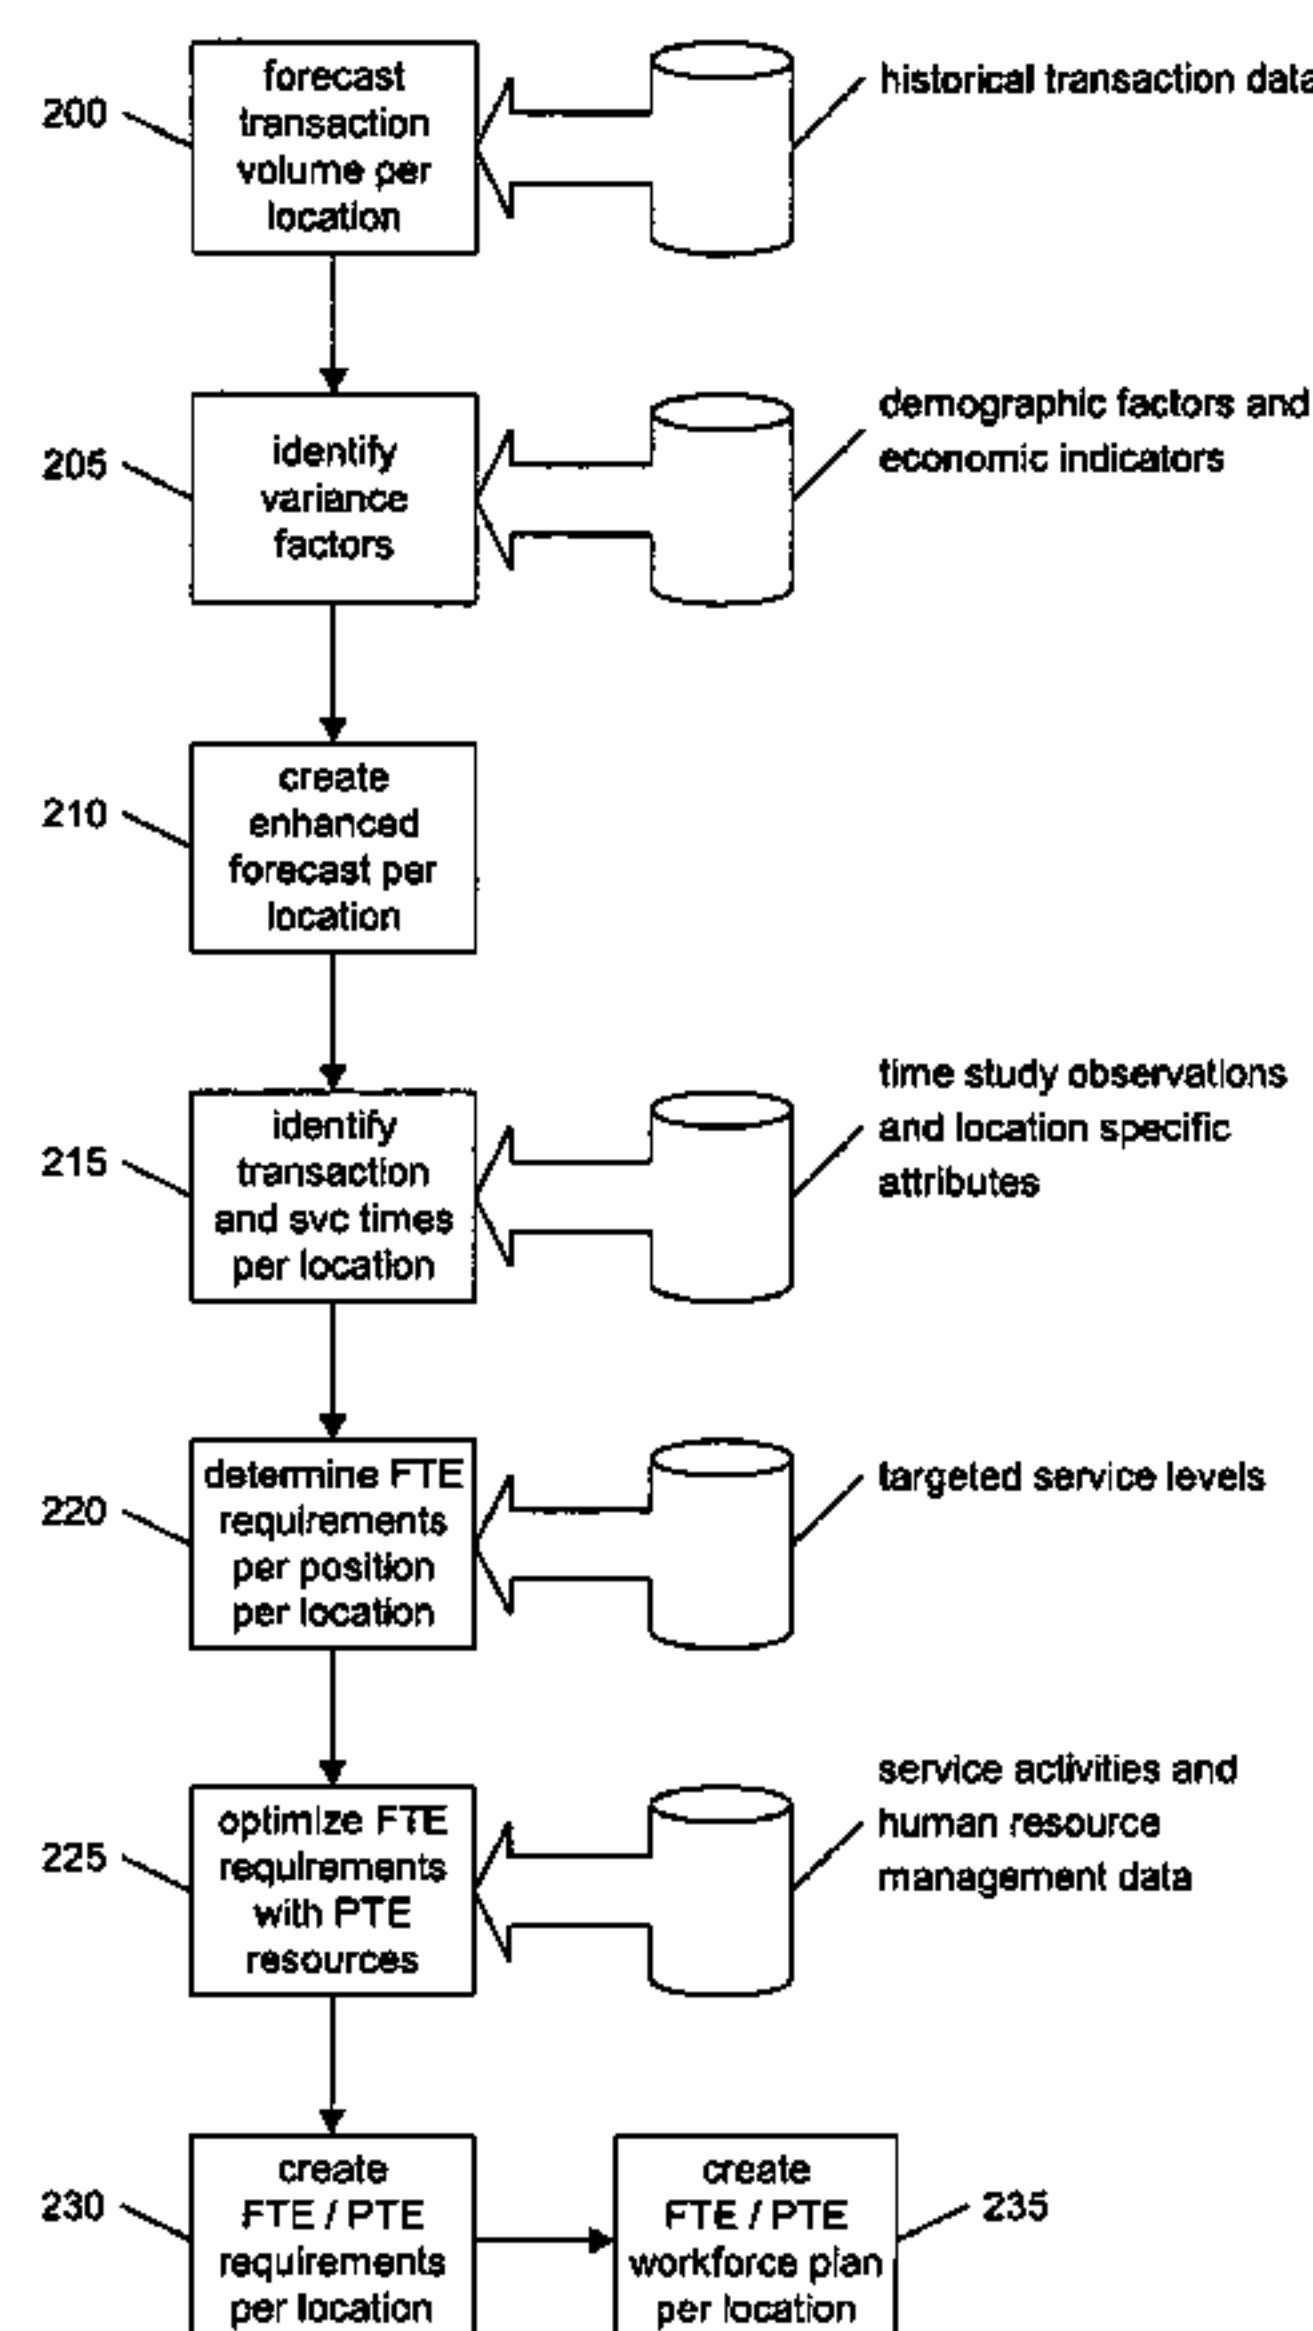 forecast
transaction
volume per
location
200
historical transaction data
identify
variance
factors
205
demographic factors and
economic indicators
create
enhanced
forecast per
location
210
identify
transaction
and svc times
per location
215
time study observations
and location specific
attributes
determine FTE
requirements
per position
per location
220
targeted service levels
optimize FTE
requirements
with PTE
resources
225
service activities and
human resource
management data
create
FTE / PTE
requirements
per location
230
create
FTE / PTE
workforce plan
per location
235